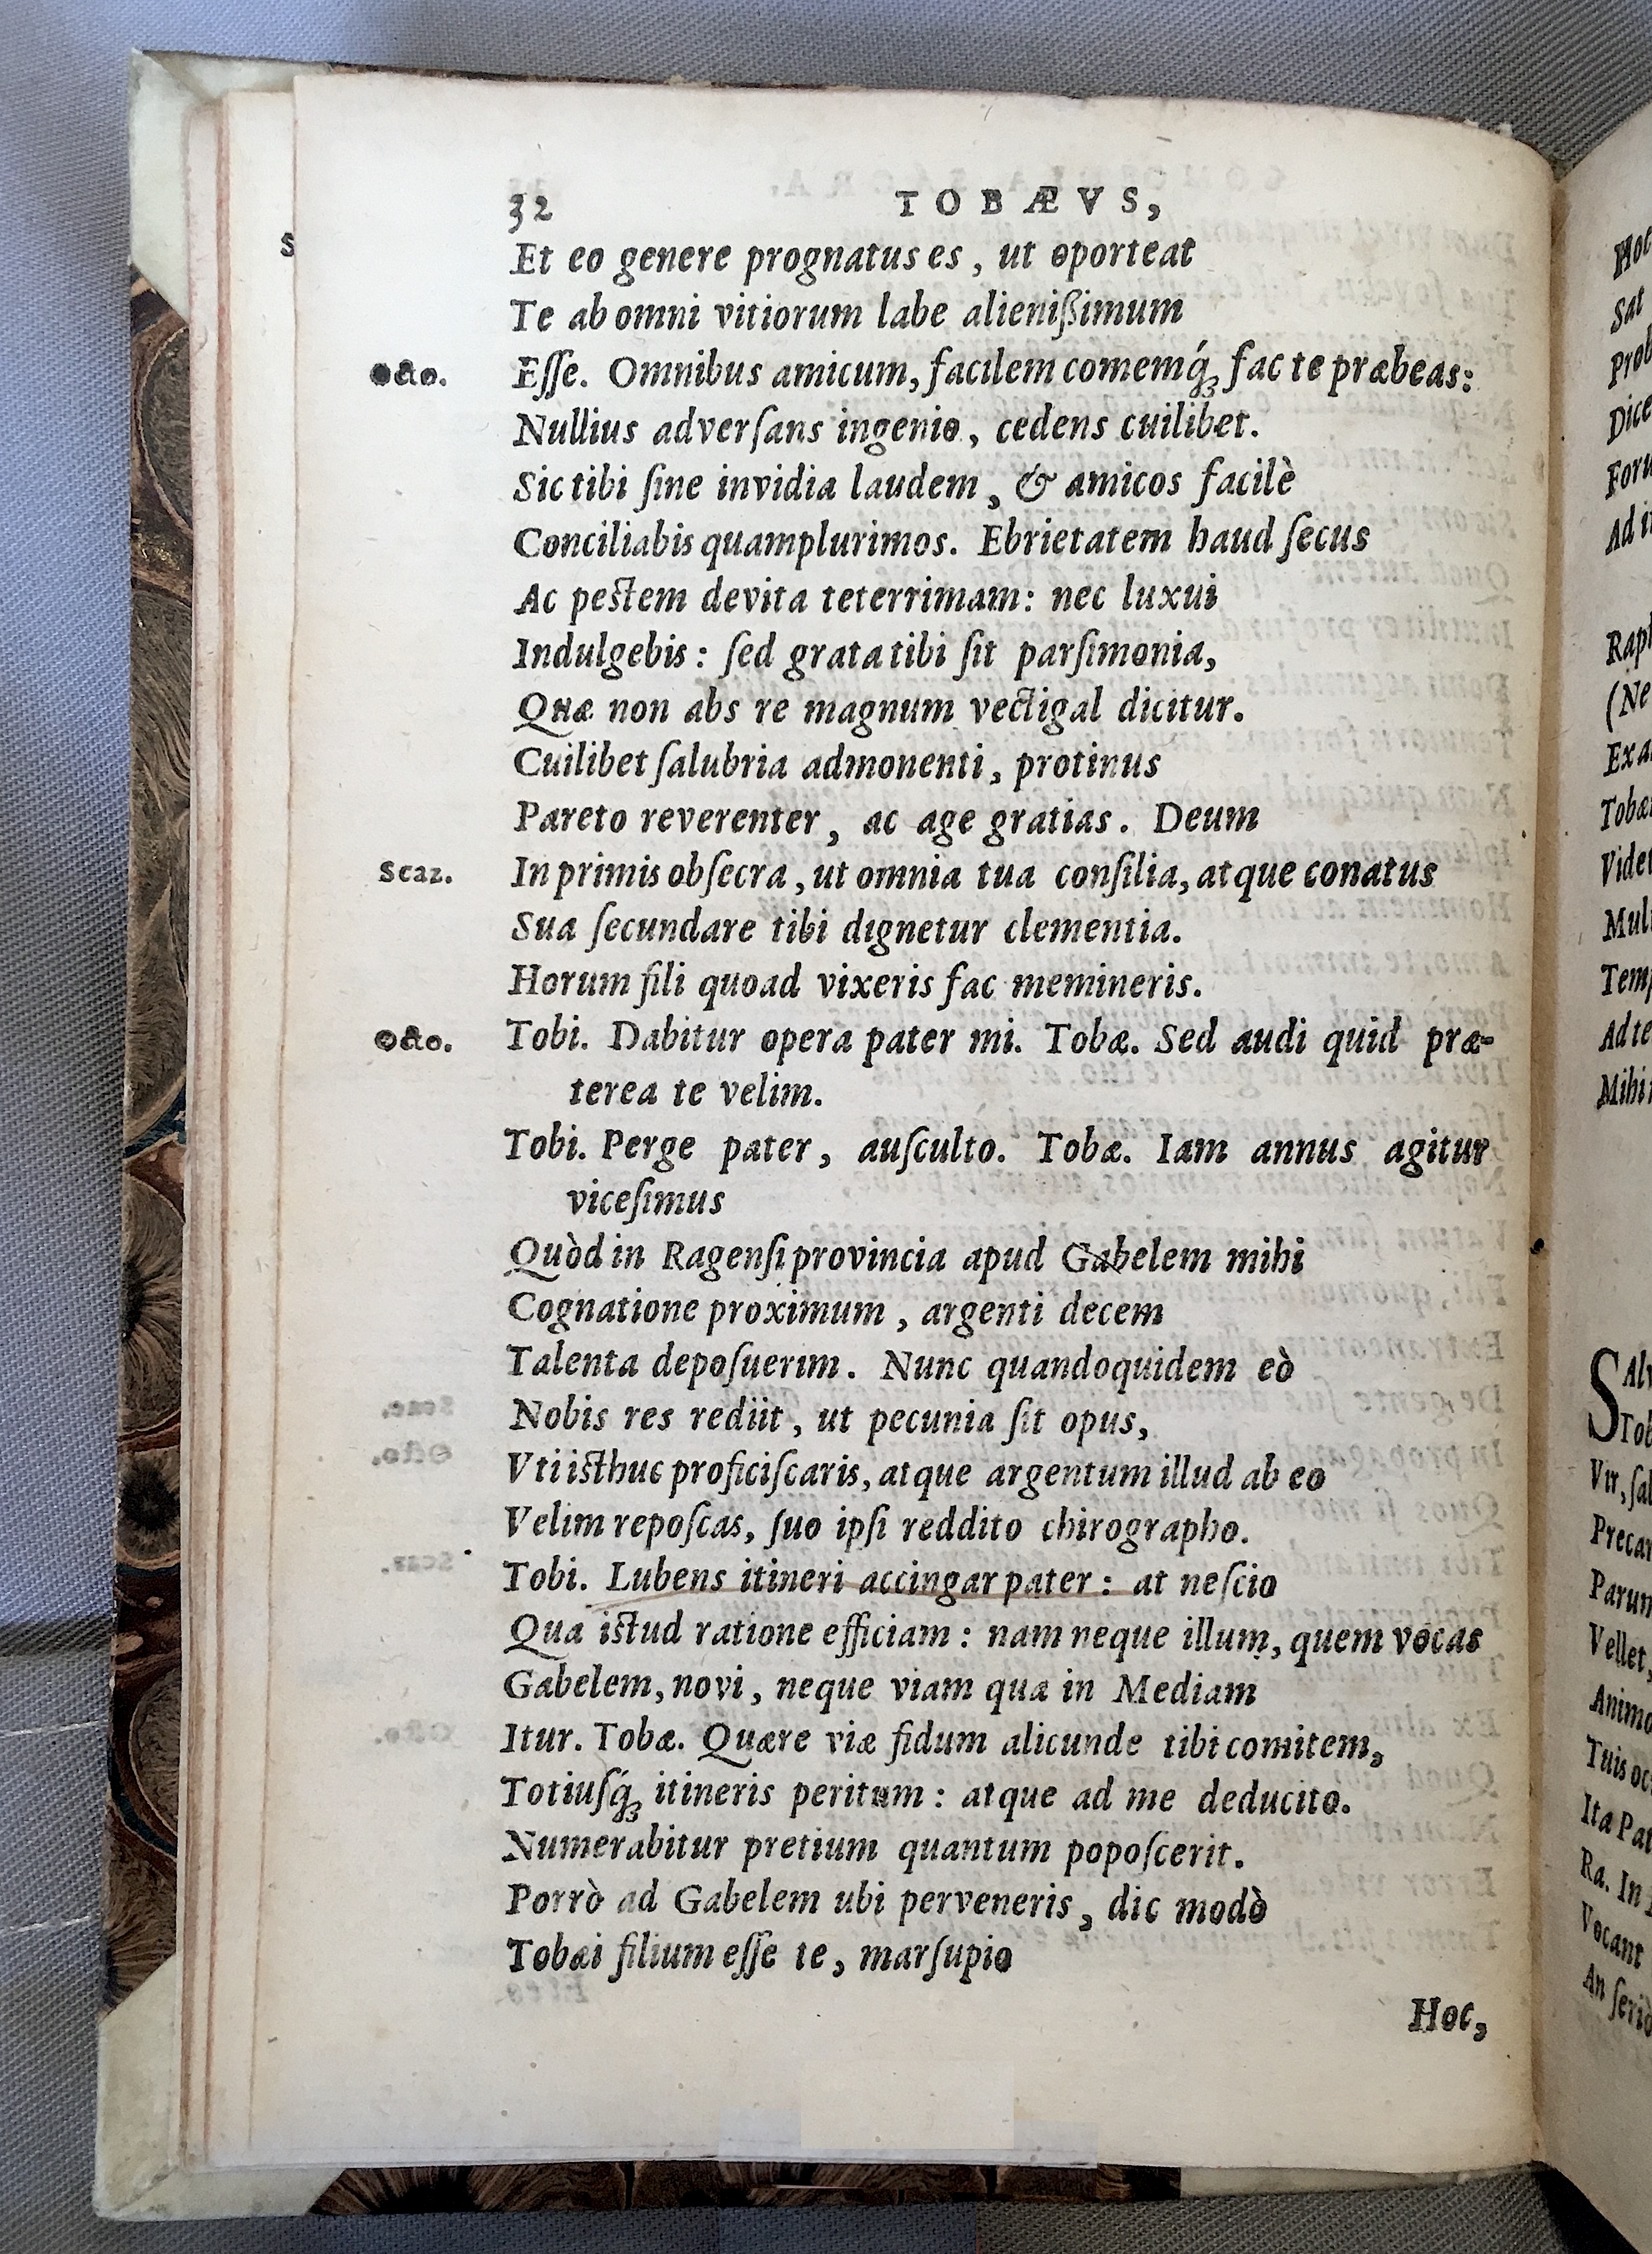 32 TOBÆVS,
Et eo genere prognatus es, ut oporteat
Te ab omni vitiorum labe alienißimum
Octo. Eſſe. Omnibus amicum, facilem comemq́ꝫ fac te præbeas:
Nullius adverſans ingenio, cedens cuilibet.
Sic tibi ſine invidia laudem, & amicos facilè
Conciliabis quamplurimos. Ebrietatem haud ſecus
Ac peſtem devita teterrimam: nec luxui
Indulgebis: ſed grata tibi ſit parſimonia,
Quæ non abs re magnum vectigal dicitur.
Cuilibet ſalubria admonenti, protinus
Pareto reverenter, ac age gratias. Deum
Scaz. In primis obſecra, ut omnia tua conſilia, atque conatus
Sua ſecundare tibi dignetur clementia.
Horum fili quoad vixeris fac memineris.
Octo. Tobi. Dabitur opera pater mi. Tobæ. Sed audi quid præ-
terea te velim.
Tobi. Perge pater, auſculto. Tobæ. Iam annus agitur
viceſimus
Quòd in Ragenſi provincia apud Gabelem mihi
Cognatione proximum, argenti decem
Talenta depoſuerim. Nunc quandoquidem eò
Nobis res rediit, ut pecunia ſit opus,
Vti iſthuc proficiſcaris, atque argentum illud ab eo
Velim repoſcas, ſuo ipſi reddito chirographo.
Tobi. Lubens itineri accingar pater: at neſcio
Qua iſtud ratione efficiam: nam neque illum, quem vocas
Gabelem, novi, neque viam qua in Mediam
Itur. Tobæ. Quære viæ fidum alicunde tibi comitem,
Totiuſq́ꝫ itineris peritum: atque ad me deducito.
Numerabitur pretium quantum popoſcerit.
Porrò ad Gabelem ubi perveneris, dic modò
Tobæi filium eſſe te, marſupio
Hoc,